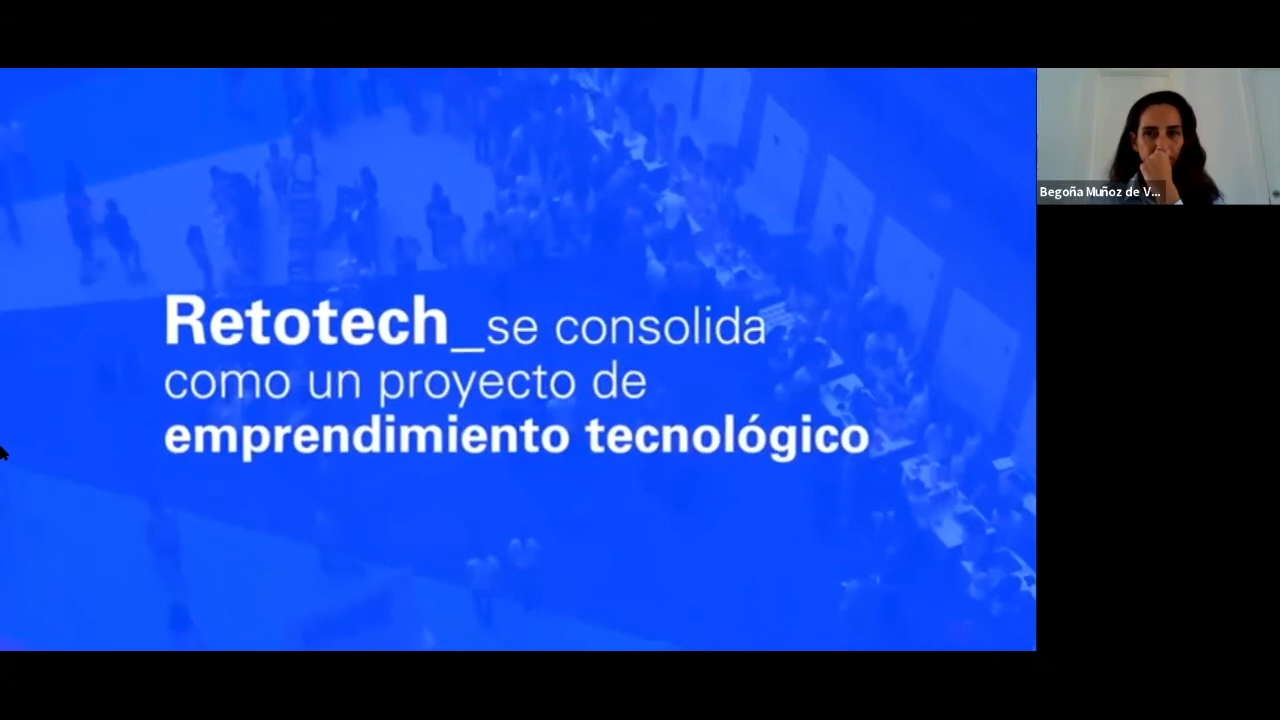 Retotech_se consolida
como un proyecto de
emprendimiento tecnológico
Begoña Muñoz de V...